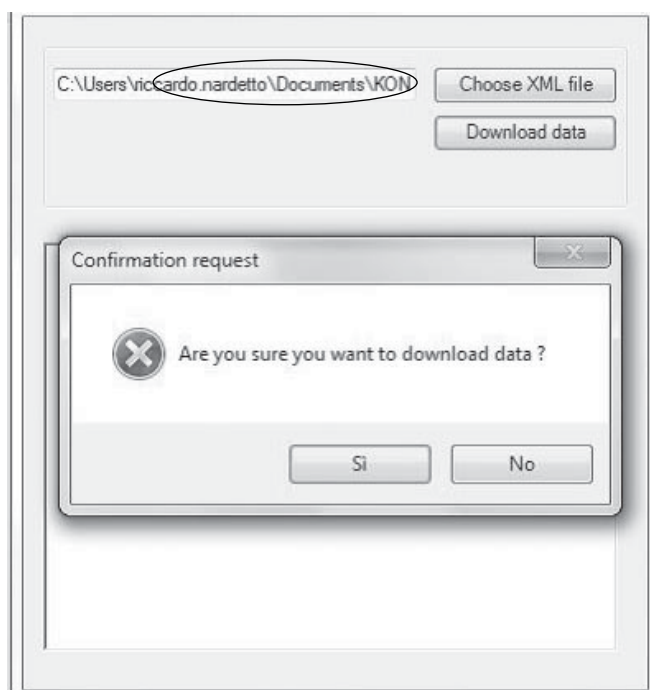 C:\Users\riccardo.nardetto\Documents\KON
Choose XML file
Download data
Confirmation request
Are you sure you want to download data ?
Sì
No